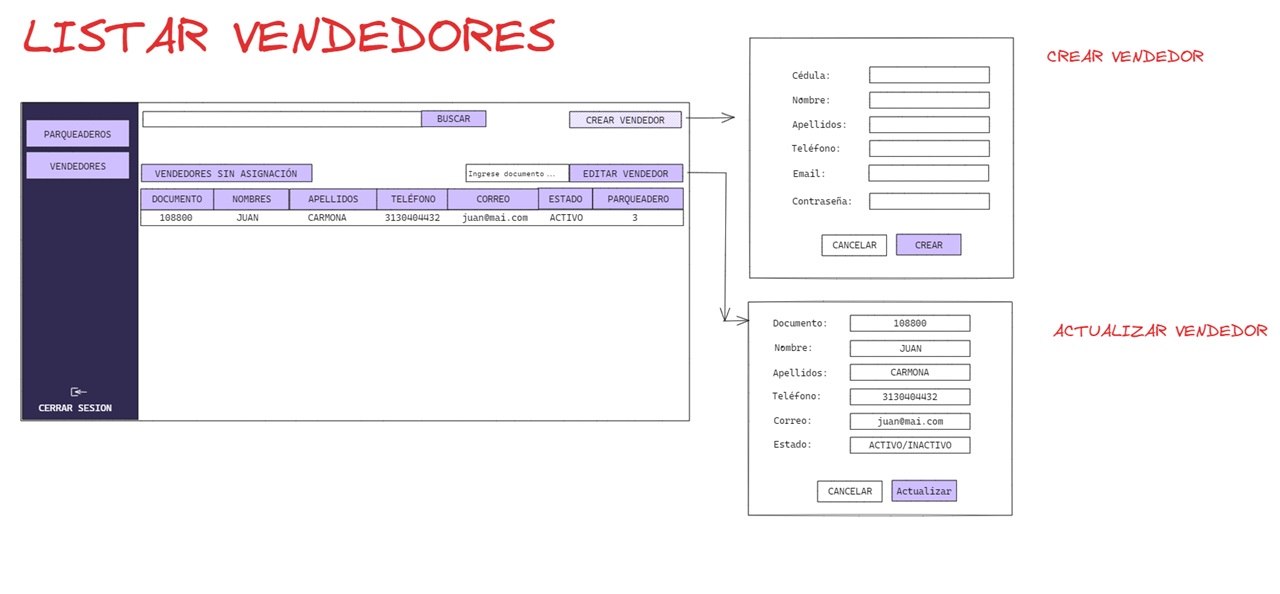 LISTAR VENDEDORES
PARQUEADEROS
VENDEDORES
CERRAR SESION
BUSCAR
CREAR VENDEDOR
VENDEDORES SIN ASIGNACIÓN
Ingrese documento...
EDITAR VENDEDOR
DOCUMENTO NOMBRES APELLIDOS TELÉFONO CORREO ESTADO PARQUEADERO
108800 JUAN CARMONA 3130404432 juan@mai.com ACTIVO 3
CREAR VENDEDOR
Cédula:
Nombre:
Apellidos:
Teléfono:
Email:
Contraseña:
CANCELAR CREAR
ACTUALIZAR VENDEDOR
Documento: 108800
Nombre: JUAN
Apellidos: CARMONA
Teléfono: 3130404432
Correo: juan@mai.com
Estado: ACTIVO/INACTIVO
CANCELAR Actualizar